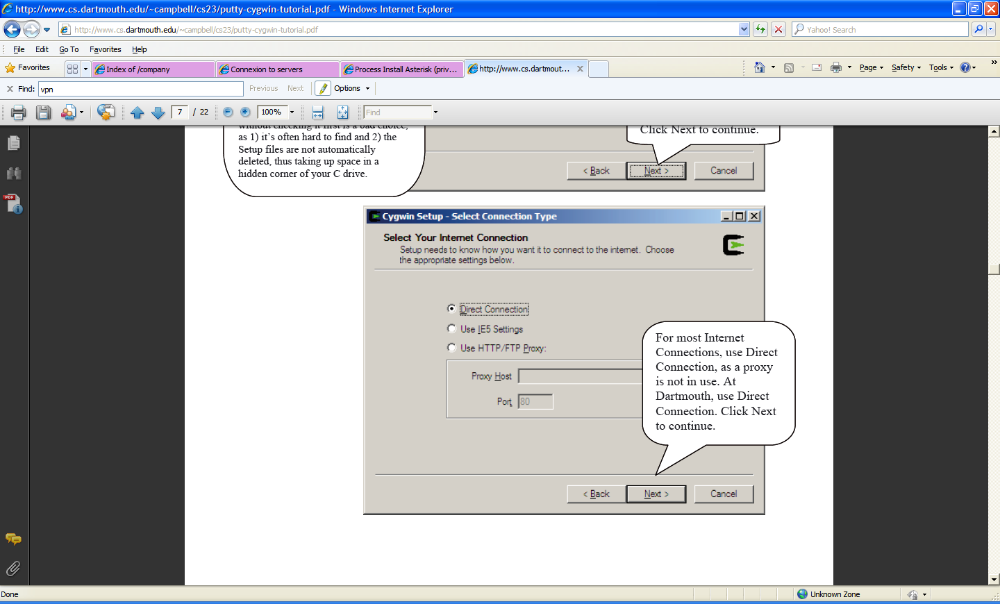 http://www.cs.dartmouth.edu/~campbell/cs23/putty-cygwin-tutorial.pdf - Windows Internet Explorer
http://www.cs.dartmouth.edu/~campbell/cs23/putty-cygwin-tutorial.pdf
Yahoo! Search
File Edit Go To Favorites Help
Favorites
Index of /company
Connexion to servers
Process Install Asterisk (priv...
http://www.cs.dartmout...
Page Safety Tools
Find: vpn Previous Next Options
7 / 22 100% Find
without checking it first is a bad choice,
as 1) it's often hard to find and 2) the
Setup files are not automatically
deleted, thus taking up space in a
hidden corner of your C drive.
Click Next to continue.
< Back Next > Cancel
Cygwin Setup - Select Connection Type
Select Your Internet Connection
Setup needs to know how you want it to connect to the internet. Choose
the appropriate settings below.
Direct Connection
Use IE5 Settings
Use HTTP/FTP Proxy:
Proxy Host
Port 80
For most Internet
Connections, use Direct
Connection, as a proxy
is not in use. At
Dartmouth, use Direct
Connection. Click Next
to continue.
< Back Next > Cancel
PDF
Done
Unknown Zone